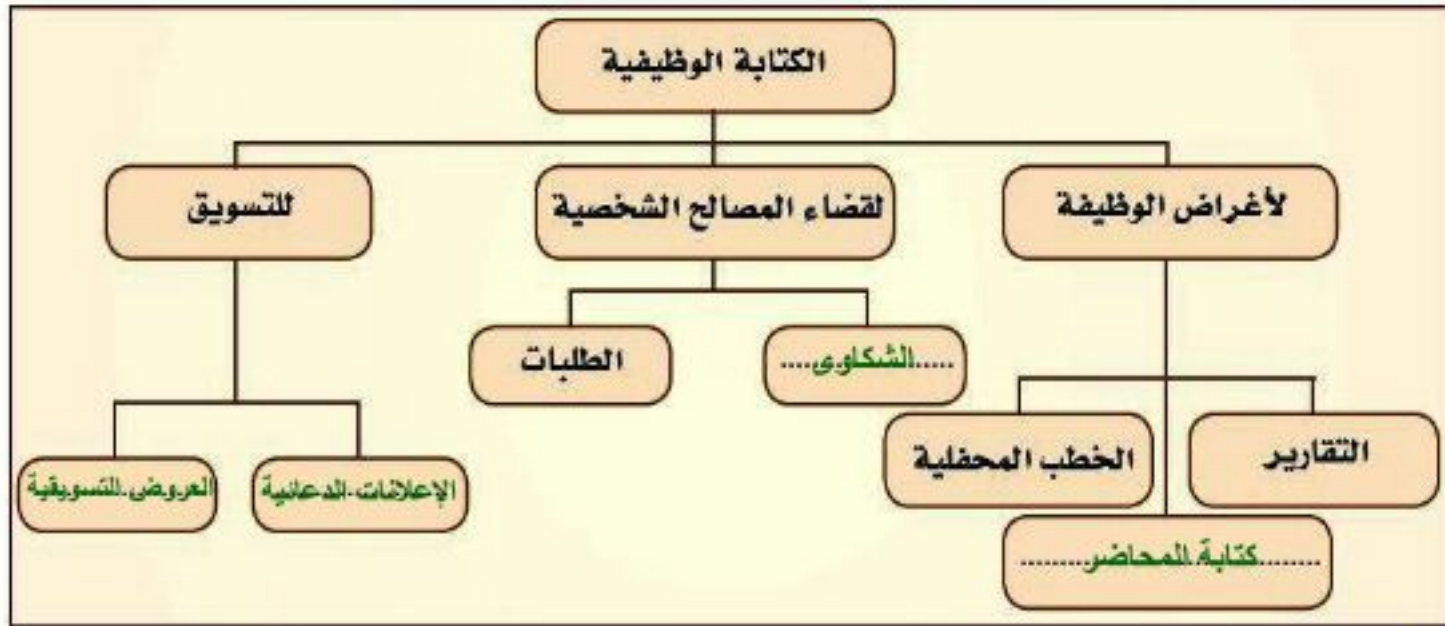 الكتابة الوظيفية
لأغراض الوظيفة
لقضاء المصالح الشخصية
للتسويق
.....الشكاوى.....
الطلبات
التقارير
الخطب المحفلية
الإعلانات الدعائية
العروض التسويقية
........كتابة المحاضر.........